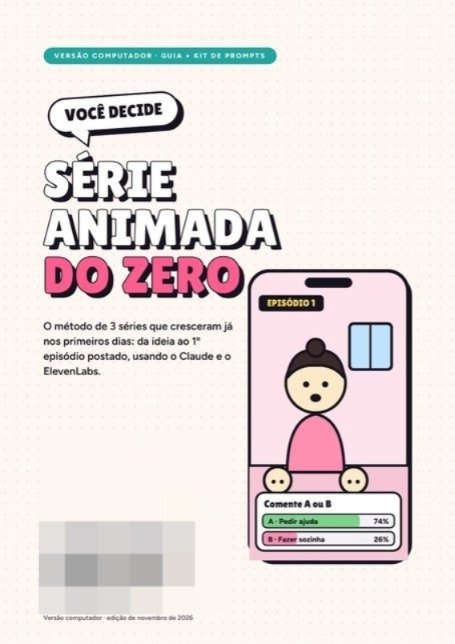 VERSÃO COMPUTADOR · GUIA + KIT DE PROMPTS
VOCÊ DECIDE
SÉRIE
ANIMADA
DO ZERO
O método de 3 séries que cresceram já
nos primeiros dias: da ideia ao 1º
episódio postado, usando o Claude e o
ElevenLabs.
EPISÓDIO 1
Comente A ou B
A · Pedir ajuda 74%
B · Fazer sozinha 26%
Versão computador · edição de novembro de 2026